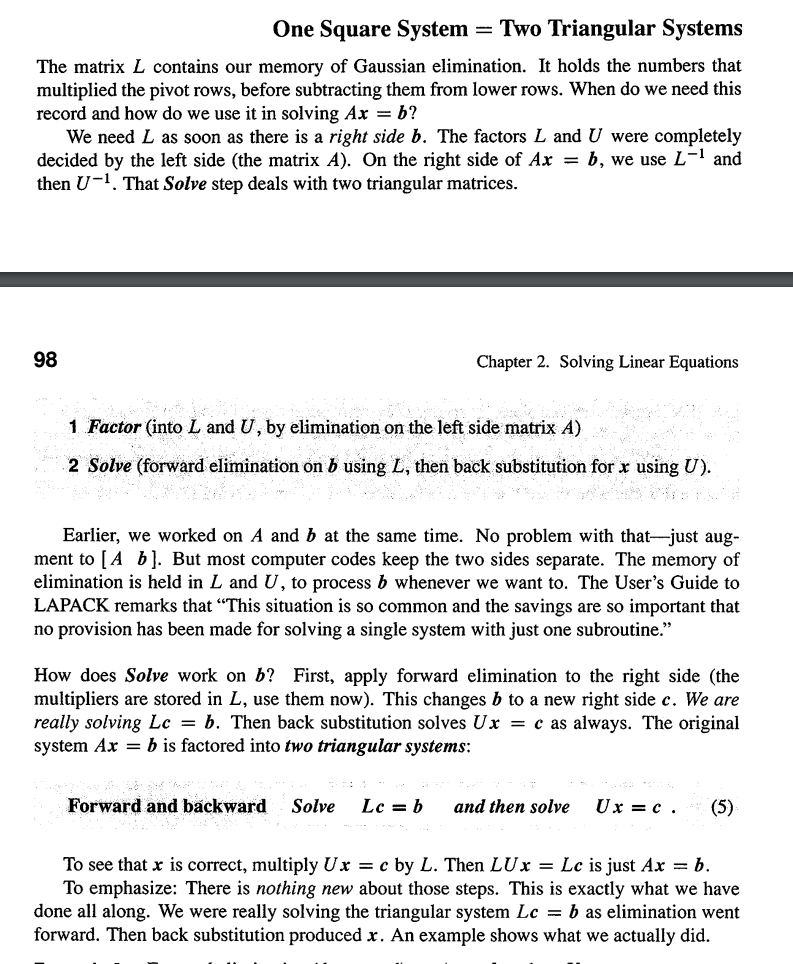 One Square System = Two Triangular Systems
The matrix L contains our memory of Gaussian elimination. It holds the numbers that
multiplied the pivot rows, before subtracting them from lower rows. When do we need this
record and how do we use it in solving Ax = b?
We need L as soon as there is a right side b. The factors L and U were completely
decided by the left side (the matrix A). On the right side of Ax = b, we use L⁻¹ and
then U⁻¹. That Solve step deals with two triangular matrices.
98
Chapter 2. Solving Linear Equations
1 Factor (into L and U, by elimination on the left side matrix A)
2 Solve (forward elimination on b using L, then back substitution for x using U).
Earlier, we worked on A and b at the same time. No problem with that—just aug-
ment to [A b]. But most computer codes keep the two sides separate. The memory of
elimination is held in L and U, to process b whenever we want to. The User's Guide to
LAPACK remarks that “This situation is so common and the savings are so important that
no provision has been made for solving a single system with just one subroutine.”
How does Solve work on b? First, apply forward elimination to the right side (the
multipliers are stored in L, use them now). This changes b to a new right side c. We are
really solving Lc = b. Then back substitution solves Ux = c as always. The original
system Ax = b is factored into two triangular systems:
Forward and backward Solve Lc = b and then solve Ux = c . (5)
To see that x is correct, multiply Ux = c by L. Then LUx = Lc is just Ax = b.
To emphasize: There is nothing new about those steps. This is exactly what we have
done all along. We were really solving the triangular system Lc = b as elimination went
forward. Then back substitution produced x. An example shows what we actually did.